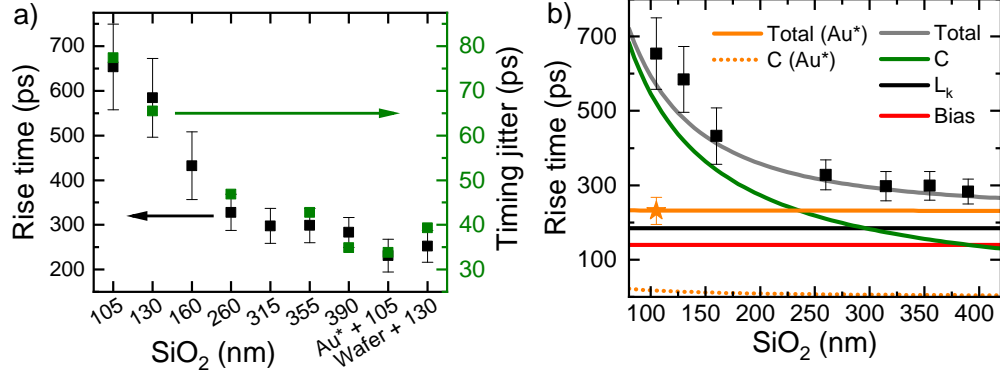 a)
Rise time (ps)
700
600
500
400
300
200
80
70
60
50
40
30
Timing jitter (ps)
105
130
160
260
315
355
390
Au* + 105
Wafer + 130
SiO₂ (nm)
b)
Rise time (ps)
700
500
300
100
Total (Au*)
C (Au*)
Total
C
Lₖ
Bias
100 150 200 250 300 350 400
SiO₂ (nm)